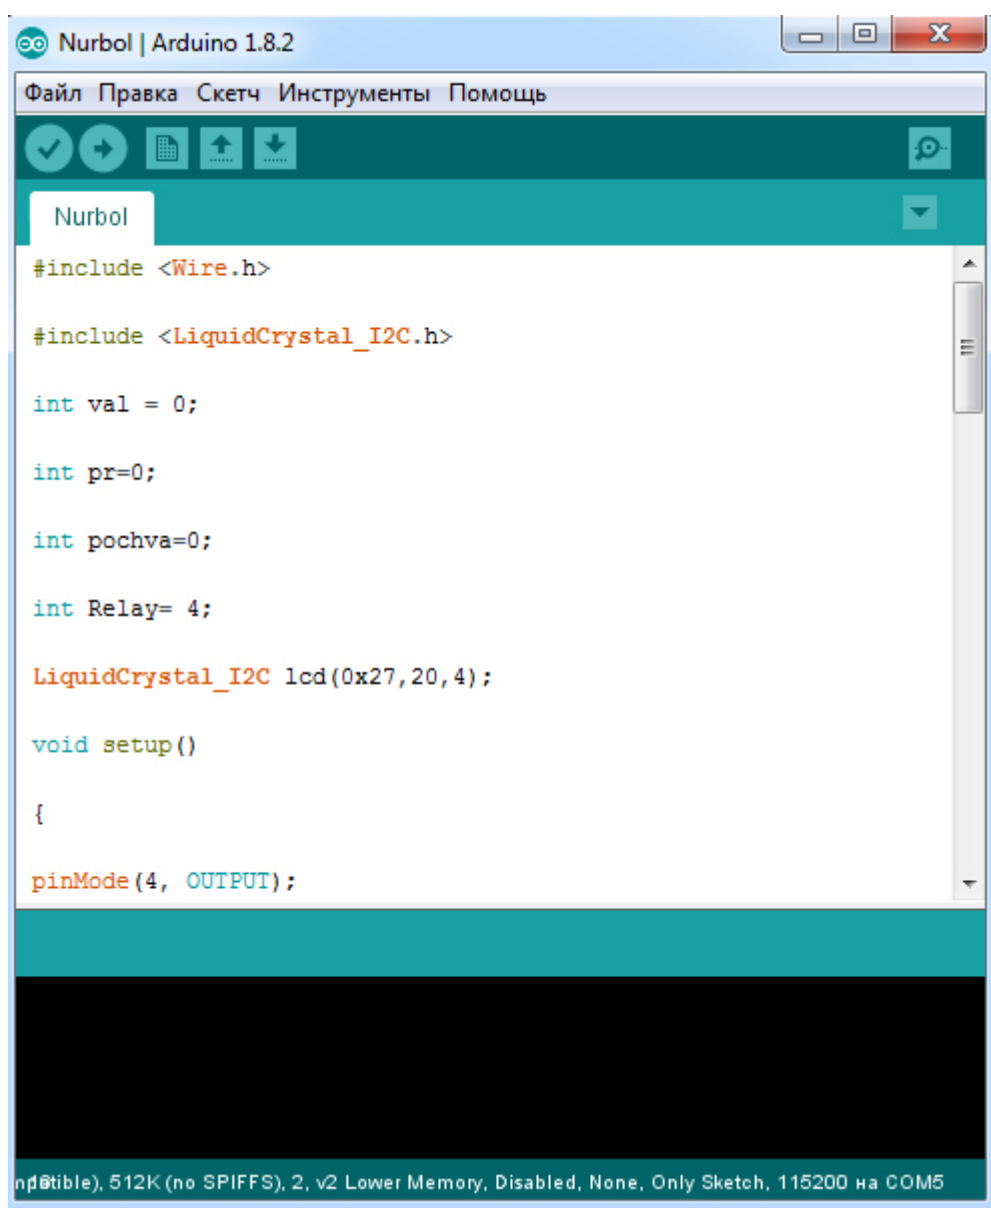 Nurbol | Arduino 1.8.2
Файл Правка Скетч Инструменты Помощь
Nurbol
#include <Wire.h>
#include <LiquidCrystal_I2C.h>
int val = 0;
int pr=0;
int pochva=0;
int Relay= 4;
LiquidCrystal_I2C lcd(0x27,20,4);
void setup()
{
pinMode(4, OUTPUT);
512K (no SPIFFS), 2, v2 Lower Memory, Disabled, None, Only Sketch, 115200 на COM5